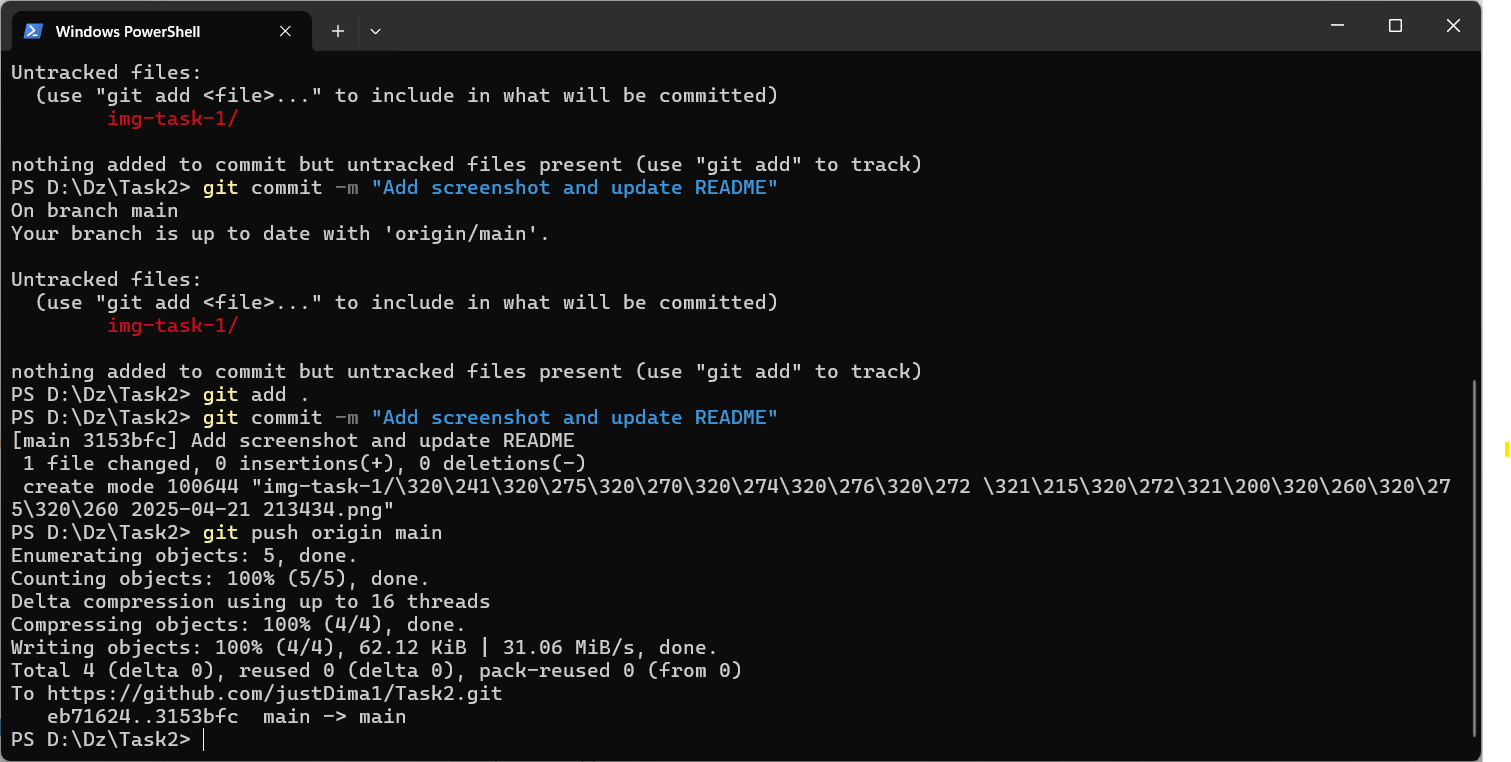 Windows PowerShell
Untracked files:
  (use "git add <file>..." to include in what will be committed)
        img-task-1/

nothing added to commit but untracked files present (use "git add" to track)
PS D:\Dz\Task2> git commit -m "Add screenshot and update README"
On branch main
Your branch is up to date with 'origin/main'.

Untracked files:
  (use "git add <file>..." to include in what will be committed)
        img-task-1/

nothing added to commit but untracked files present (use "git add" to track)
PS D:\Dz\Task2> git add .
PS D:\Dz\Task2> git commit -m "Add screenshot and update README"
[main 3153bfc] Add screenshot and update README
 1 file changed, 0 insertions(+), 0 deletions(-)
 create mode 100644 "img-task-1/\320\241\320\275\320\270\320\274\320\276\320\272 \321\215\320\272\321\200\320\260\320\27
5\320\260 2025-04-21 213434.png"
PS D:\Dz\Task2> git push origin main
Enumerating objects: 5, done.
Counting objects: 100% (5/5), done.
Delta compression using up to 16 threads
Compressing objects: 100% (4/4), done.
Writing objects: 100% (4/4), 62.12 KiB | 31.06 MiB/s, done.
Total 4 (delta 0), reused 0 (delta 0), pack-reused 0 (from 0)
To https://github.com/justDima1/Task2.git
   eb71624..3153bfc  main -> main
PS D:\Dz\Task2>